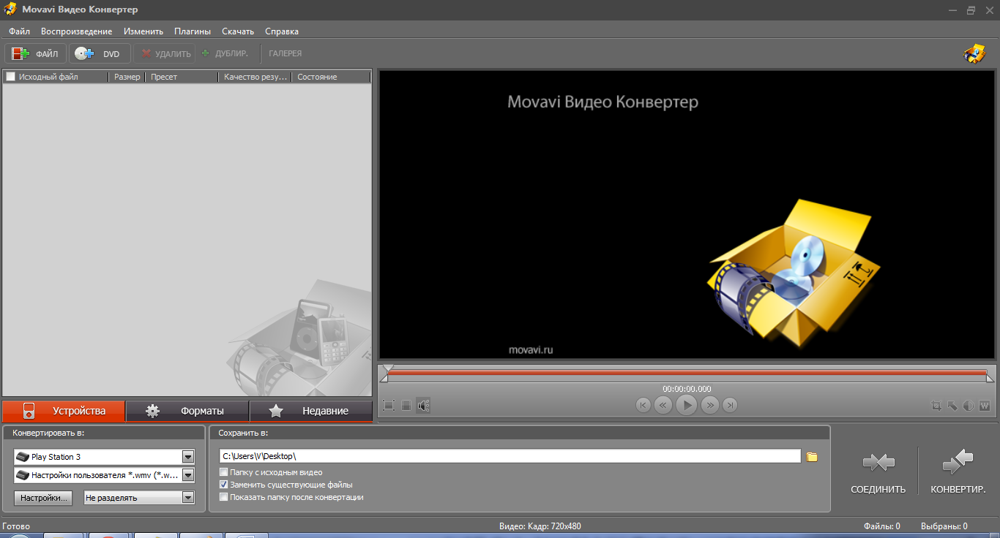 Movavi Видео Конвертер
Файл Воспроизведение Изменить Плагины Скачать Справка
ФАЙЛ DVD УДАЛИТЬ ДУБЛИР. ГАЛЕРЕЯ
Исходный файл Размер Пресет Качество резу... Состояние
Movavi Видео Конвертер
movavi.ru
00:00:00.000
W
Устройства Форматы Недавние
Конвертировать в:
Play Station 3
Настройки пользователя *.wmv (*.w...
Настройки... Не разделять
Сохранить в:
C:\Users\V\Desktop\
Папку с исходным видео
Заменить существующие файлы
Показать папку после конвертации
СОЕДИНИТЬ КОНВЕРТИР.
Готово Видео: Кадр: 720x480 Файлы: 0 Выбраны: 0